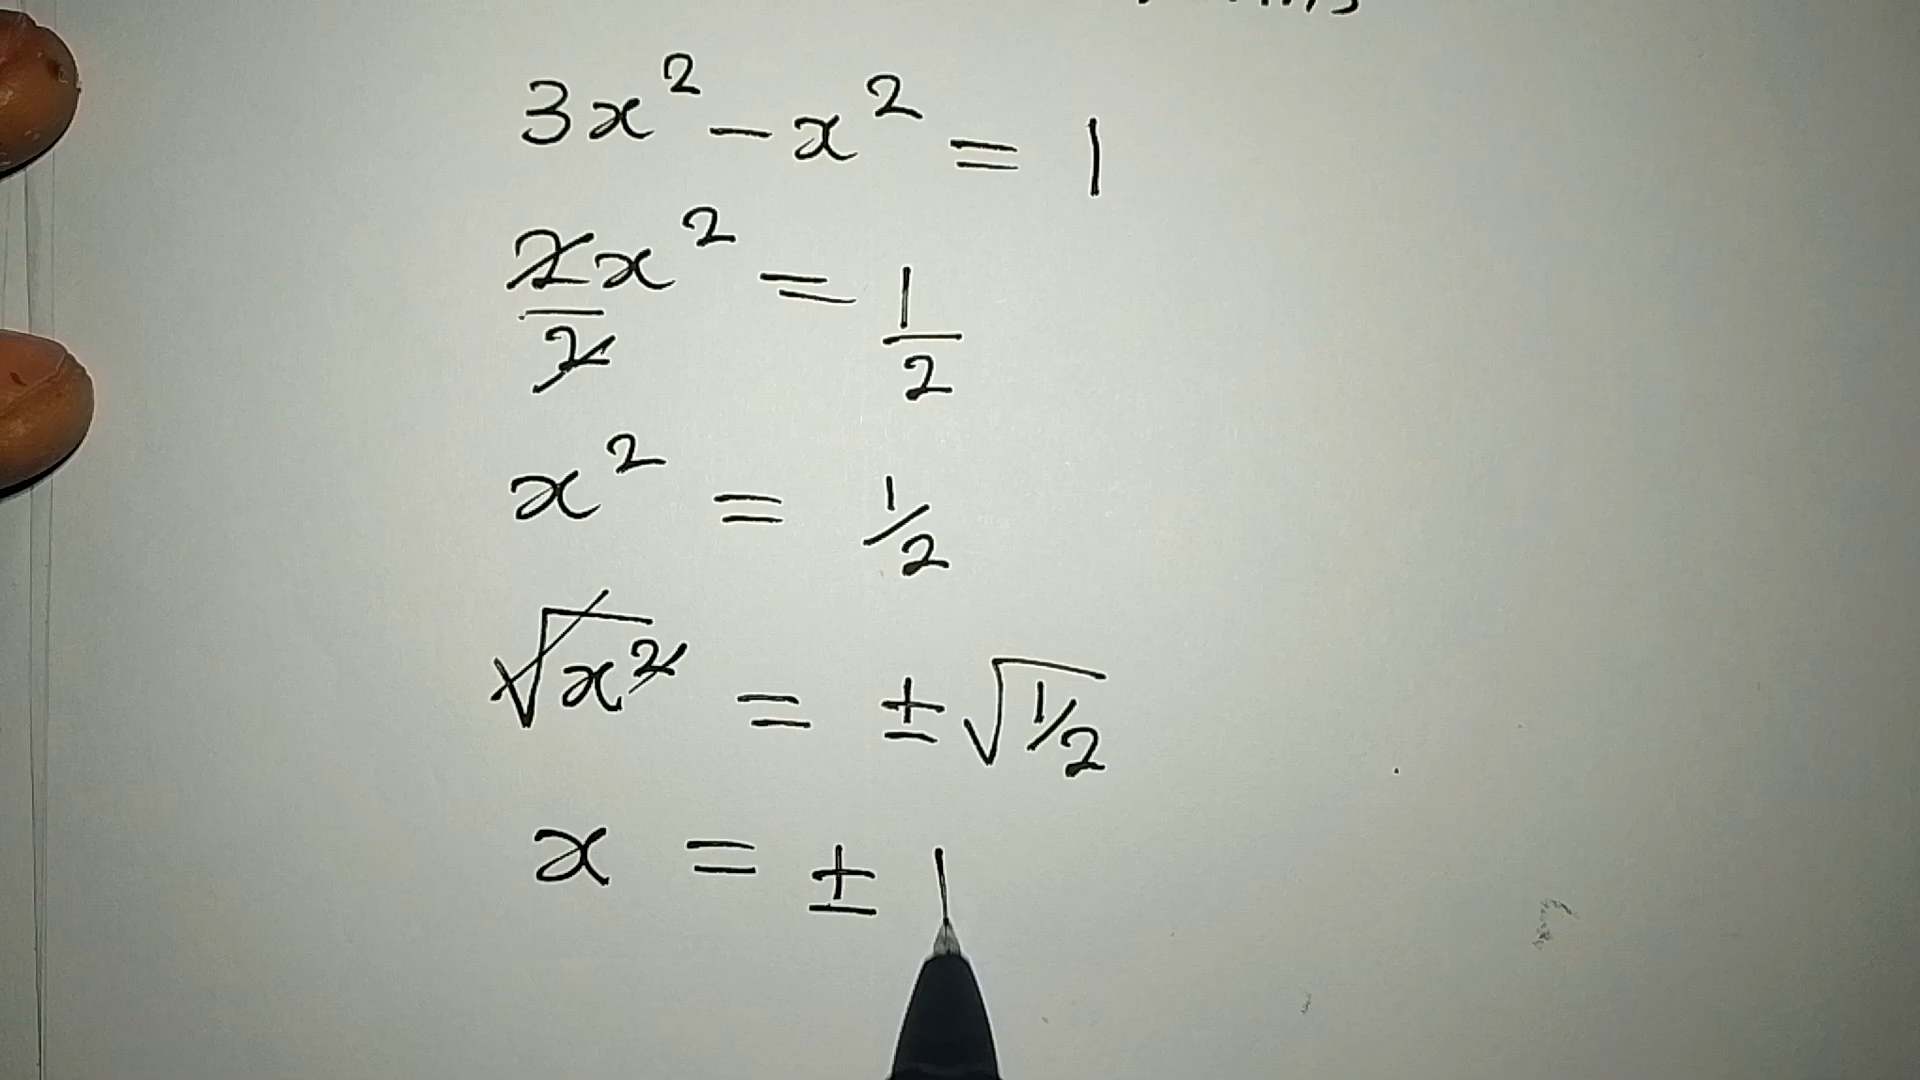 3x² - x² = 1
2x²/2 = 1/2
x² = 1/2
√x² = ±√1/2
x = ± 1